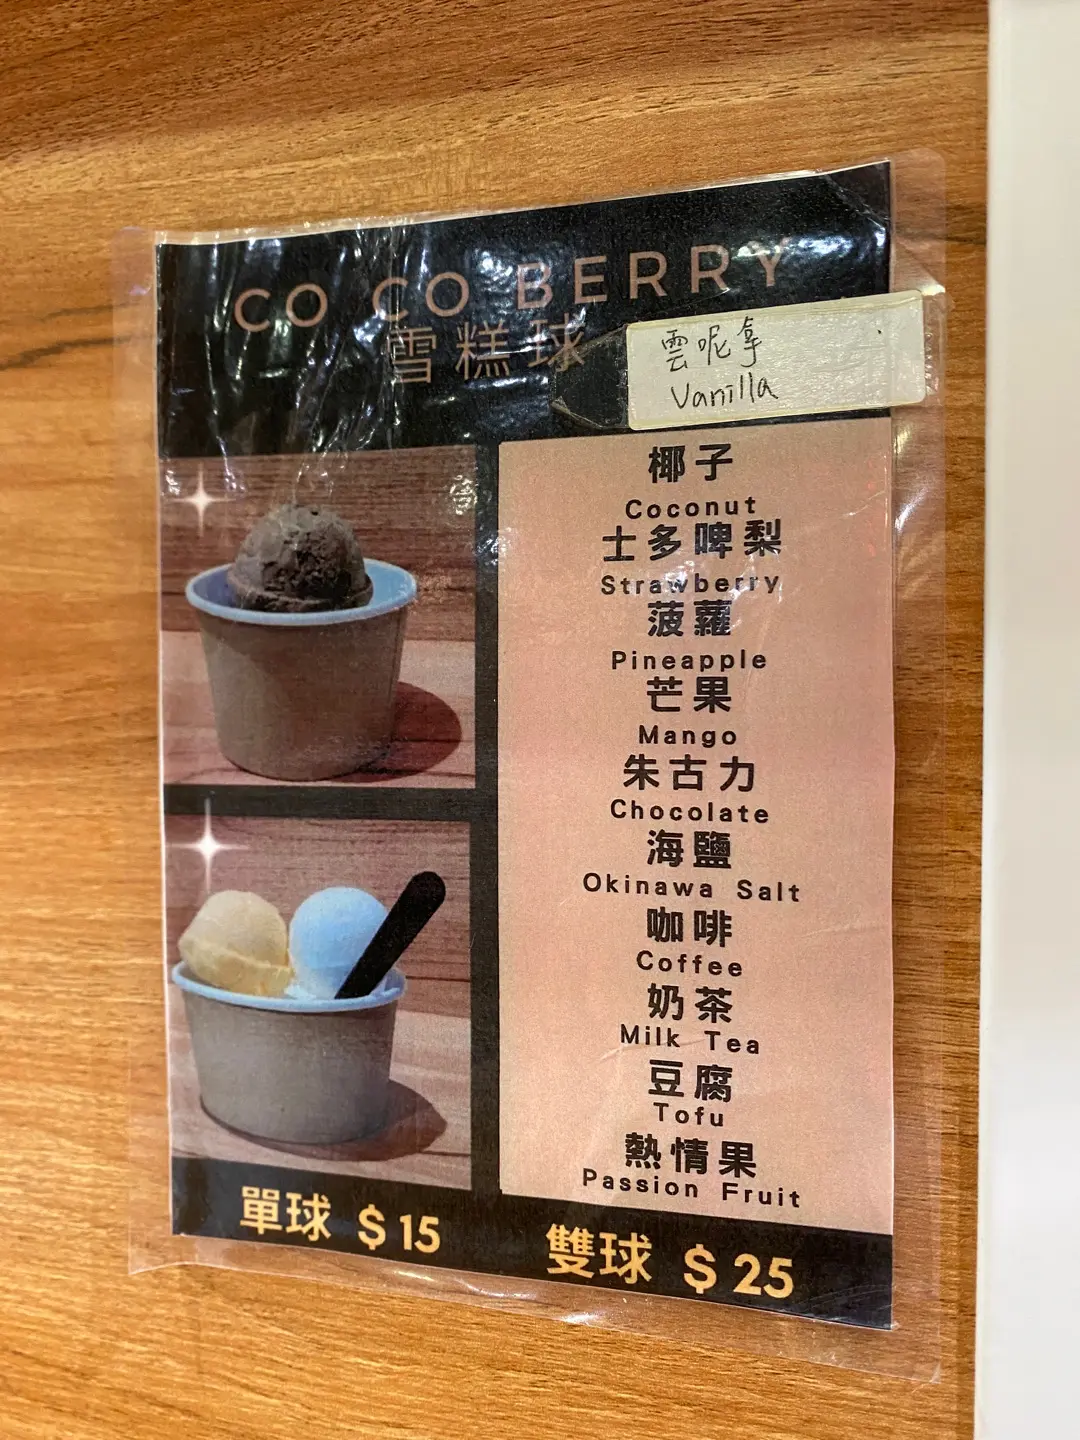 CO CO BERRY
雪糕球
雲呢拿
Vanilla
椰子
Coconut
士多啤梨
Strawberry
菠蘿
Pineapple
芒果
Mango
朱古力
Chocolate
海鹽
Okinawa Salt
咖啡
Coffee
奶茶
Milk Tea
豆腐
Tofu
熱情果
Passion Fruit
單球 $15
雙球 $25